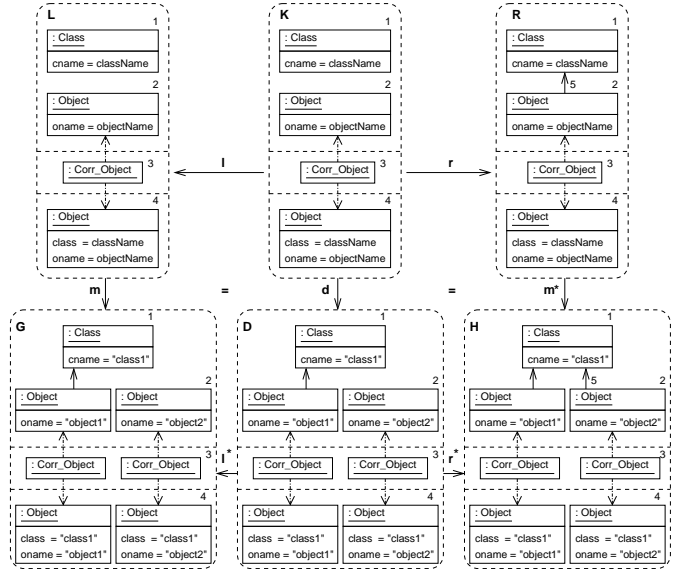 L
1
: Class
cname = className
2
: Object
oname = objectName
3
: Corr_Object
4
: Object
class = className
oname = objectName
l
K
1
: Class
cname = className
2
: Object
oname = objectName
3
: Corr_Object
4
: Object
class = className
oname = objectName
r
R
1
: Class
cname = className
5
2
: Object
oname = objectName
3
: Corr_Object
4
: Object
class = className
oname = objectName
m
=
d
=
m*
G
1
: Class
cname = "class1"
2
: Object
: Object
oname = "object1"
oname = "object2"
3
: Corr_Object
: Corr_Object
4
: Object
: Object
class = "class1"
class = "class1"
oname = "object1"
oname = "object2"
l*
D
1
: Class
cname = "class1"
2
: Object
: Object
oname = "object1"
oname = "object2"
3
: Corr_Object
: Corr_Object
4
: Object
: Object
class = "class1"
class = "class1"
oname = "object1"
oname = "object2"
r*
H
1
: Class
cname = "class1"
5
2
: Object
: Object
oname = "object1"
oname = "object2"
3
: Corr_Object
: Corr_Object
4
: Object
: Object
class = "class1"
class = "class1"
oname = "object1"
oname = "object2"